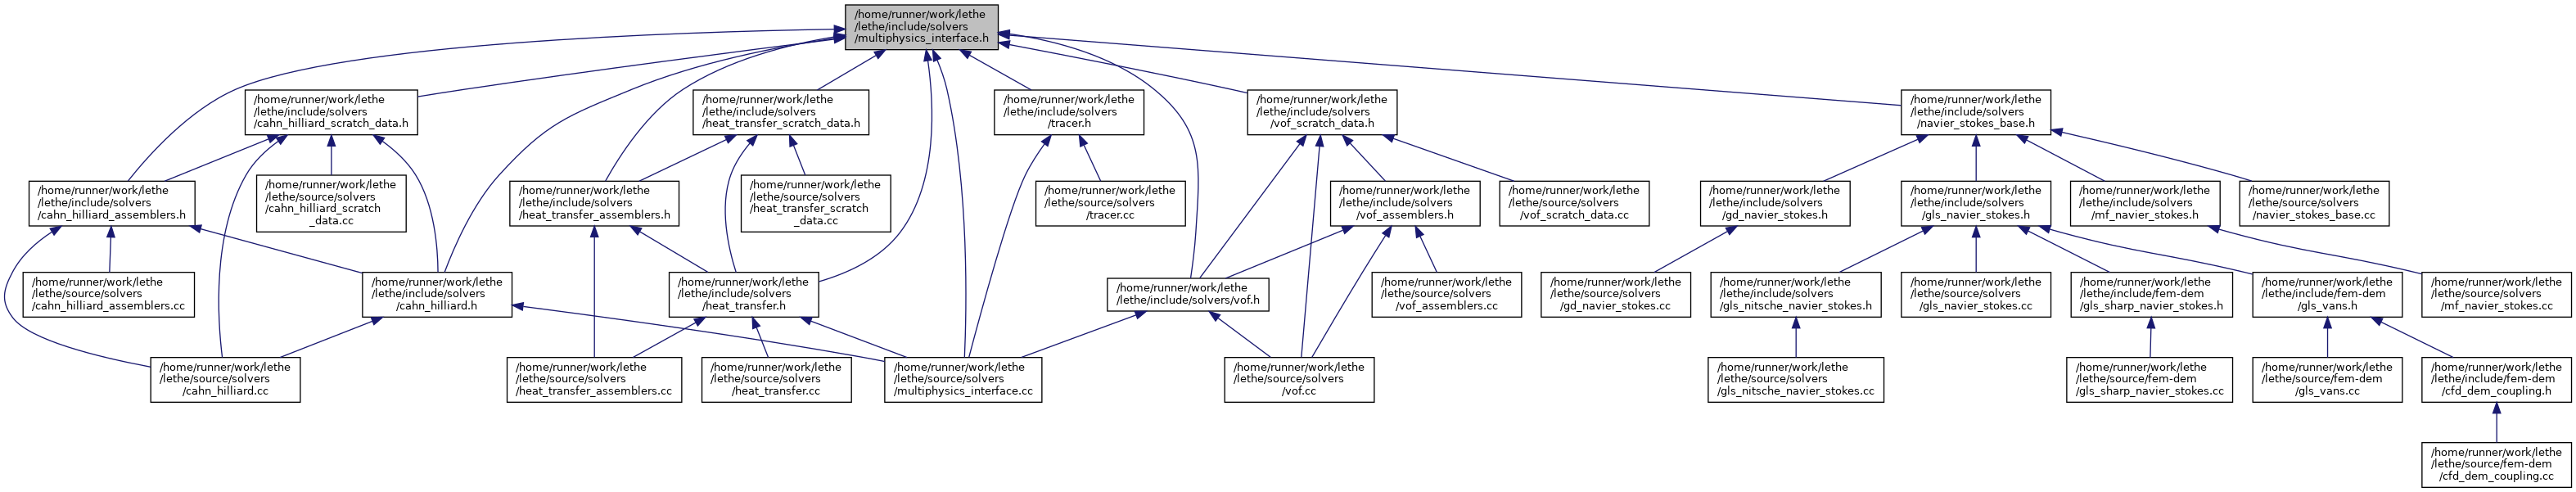 /home/runner/work/lethe
/lethe/include/solvers
/multiphysics_interface.h
/home/runner/work/lethe
/lethe/include/solvers
/cahn_hilliard_scratch_data.h
/home/runner/work/lethe
/lethe/include/solvers
/heat_transfer_scratch_data.h
/home/runner/work/lethe
/lethe/include/solvers
/tracer.h
/home/runner/work/lethe
/lethe/include/solvers
/vof_scratch_data.h
/home/runner/work/lethe
/lethe/include/solvers
/navier_stokes_base.h
/home/runner/work/lethe
/lethe/include/solvers
/cahn_hilliard_assemblers.h
/home/runner/work/lethe
/lethe/source/solvers
/cahn_hilliard_scratch
_data.cc
/home/runner/work/lethe
/lethe/include/solvers
/heat_transfer_assemblers.h
/home/runner/work/lethe
/lethe/source/solvers
/heat_transfer_scratch
_data.cc
/home/runner/work/lethe
/lethe/source/solvers
/tracer.cc
/home/runner/work/lethe
/lethe/include/solvers
/vof_assemblers.h
/home/runner/work/lethe
/lethe/source/solvers
/vof_scratch_data.cc
/home/runner/work/lethe
/lethe/include/solvers
/gd_navier_stokes.h
/home/runner/work/lethe
/lethe/include/solvers
/gls_navier_stokes.h
/home/runner/work/lethe
/lethe/include/solvers
/mf_navier_stokes.h
/home/runner/work/lethe
/lethe/source/solvers
/navier_stokes_base.cc
/home/runner/work/lethe
/lethe/source/solvers
/cahn_hilliard_assemblers.cc
/home/runner/work/lethe
/lethe/include/solvers
/cahn_hilliard.h
/home/runner/work/lethe
/lethe/include/solvers
/heat_transfer.h
/home/runner/work/lethe
/lethe/include/solvers/vof.h
/home/runner/work/lethe
/lethe/source/solvers
/vof_assemblers.cc
/home/runner/work/lethe
/lethe/source/solvers
/gd_navier_stokes.cc
/home/runner/work/lethe
/lethe/include/solvers
/gls_nitsche_navier_stokes.h
/home/runner/work/lethe
/lethe/source/solvers
/gls_navier_stokes.cc
/home/runner/work/lethe
/lethe/include/fem-dem
/gls_sharp_navier_stokes.h
/home/runner/work/lethe
/lethe/include/fem-dem
/gls_vans.h
/home/runner/work/lethe
/lethe/source/solvers
/mf_navier_stokes.cc
/home/runner/work/lethe
/lethe/source/solvers
/cahn_hilliard.cc
/home/runner/work/lethe
/lethe/source/solvers
/heat_transfer_assemblers.cc
/home/runner/work/lethe
/lethe/source/solvers
/heat_transfer.cc
/home/runner/work/lethe
/lethe/source/solvers
/multiphysics_interface.cc
/home/runner/work/lethe
/lethe/source/solvers
/vof.cc
/home/runner/work/lethe
/lethe/source/solvers
/gls_nitsche_navier_stokes.cc
/home/runner/work/lethe
/lethe/source/fem-dem
/gls_sharp_navier_stokes.cc
/home/runner/work/lethe
/lethe/source/fem-dem
/gls_vans.cc
/home/runner/work/lethe
/lethe/include/fem-dem
/cfd_dem_coupling.h
/home/runner/work/lethe
/lethe/source/fem-dem
/cfd_dem_coupling.cc